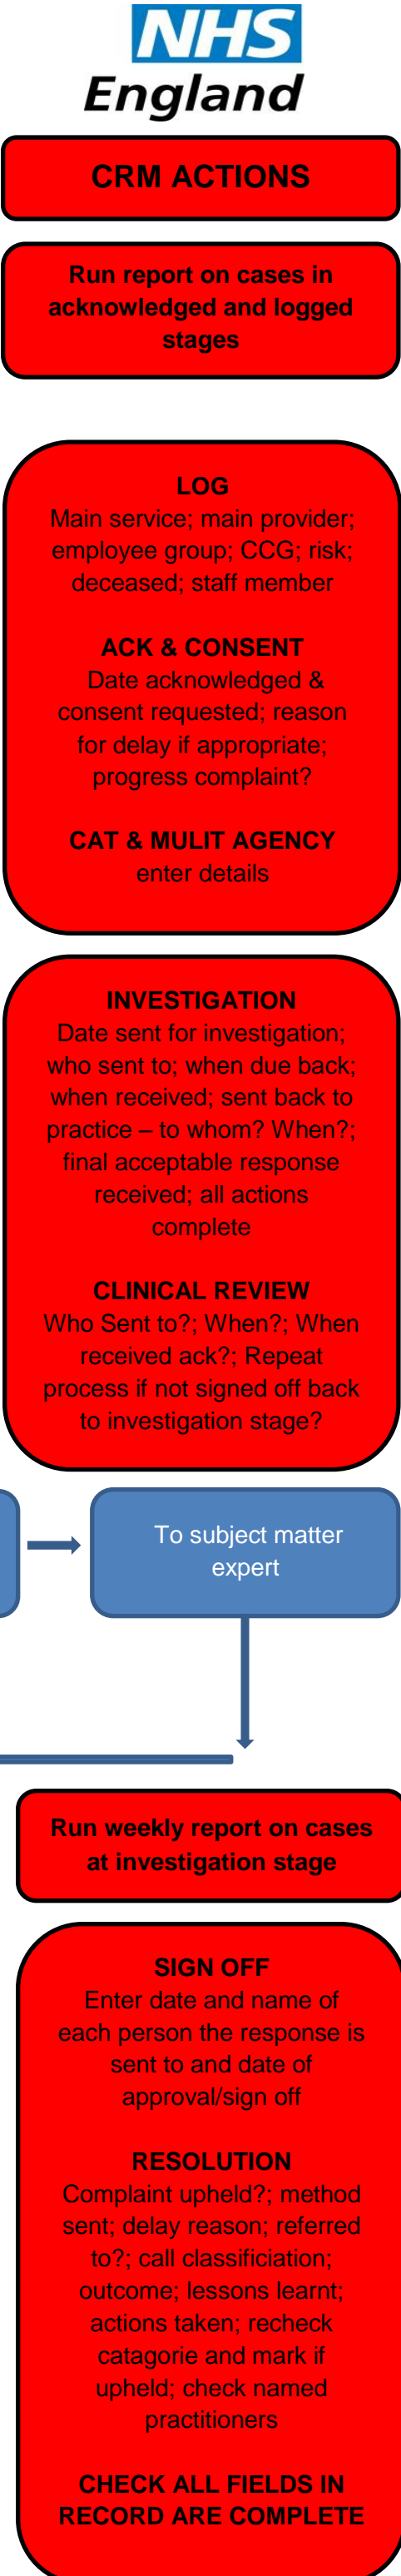 NHS
England
CRM ACTIONS
Run report on cases in
acknowledged and logged
stages
LOG
Main service; main provider;
employee group; CCG; risk;
deceased; staff member
ACK & CONSENT
Date acknowledged &
consent requested; reason
for delay if appropriate;
progress complaint?
CAT & MULIT AGENCY
enter details
INVESTIGATION
Date sent for investigation;
who sent to; when due back;
when received; sent back to
practice – to whom? When?;
final acceptable response
received; all actions
complete
CLINICAL REVIEW
Who Sent to?; When?; When
received ack?; Repeat
process if not signed off back
to investigation stage?
To subject matter
expert
Run weekly report on cases
at investigation stage
SIGN OFF
Enter date and name of
each person the response is
sent to and date of
approval/sign off
RESOLUTION
Complaint upheld?; method
sent; delay reason; referred
to?; call classificiation;
outcome; lessons learnt;
actions taken; recheck
catagorie and mark if
upheld; check named
practitioners
CHECK ALL FIELDS IN
RECORD ARE COMPLETE